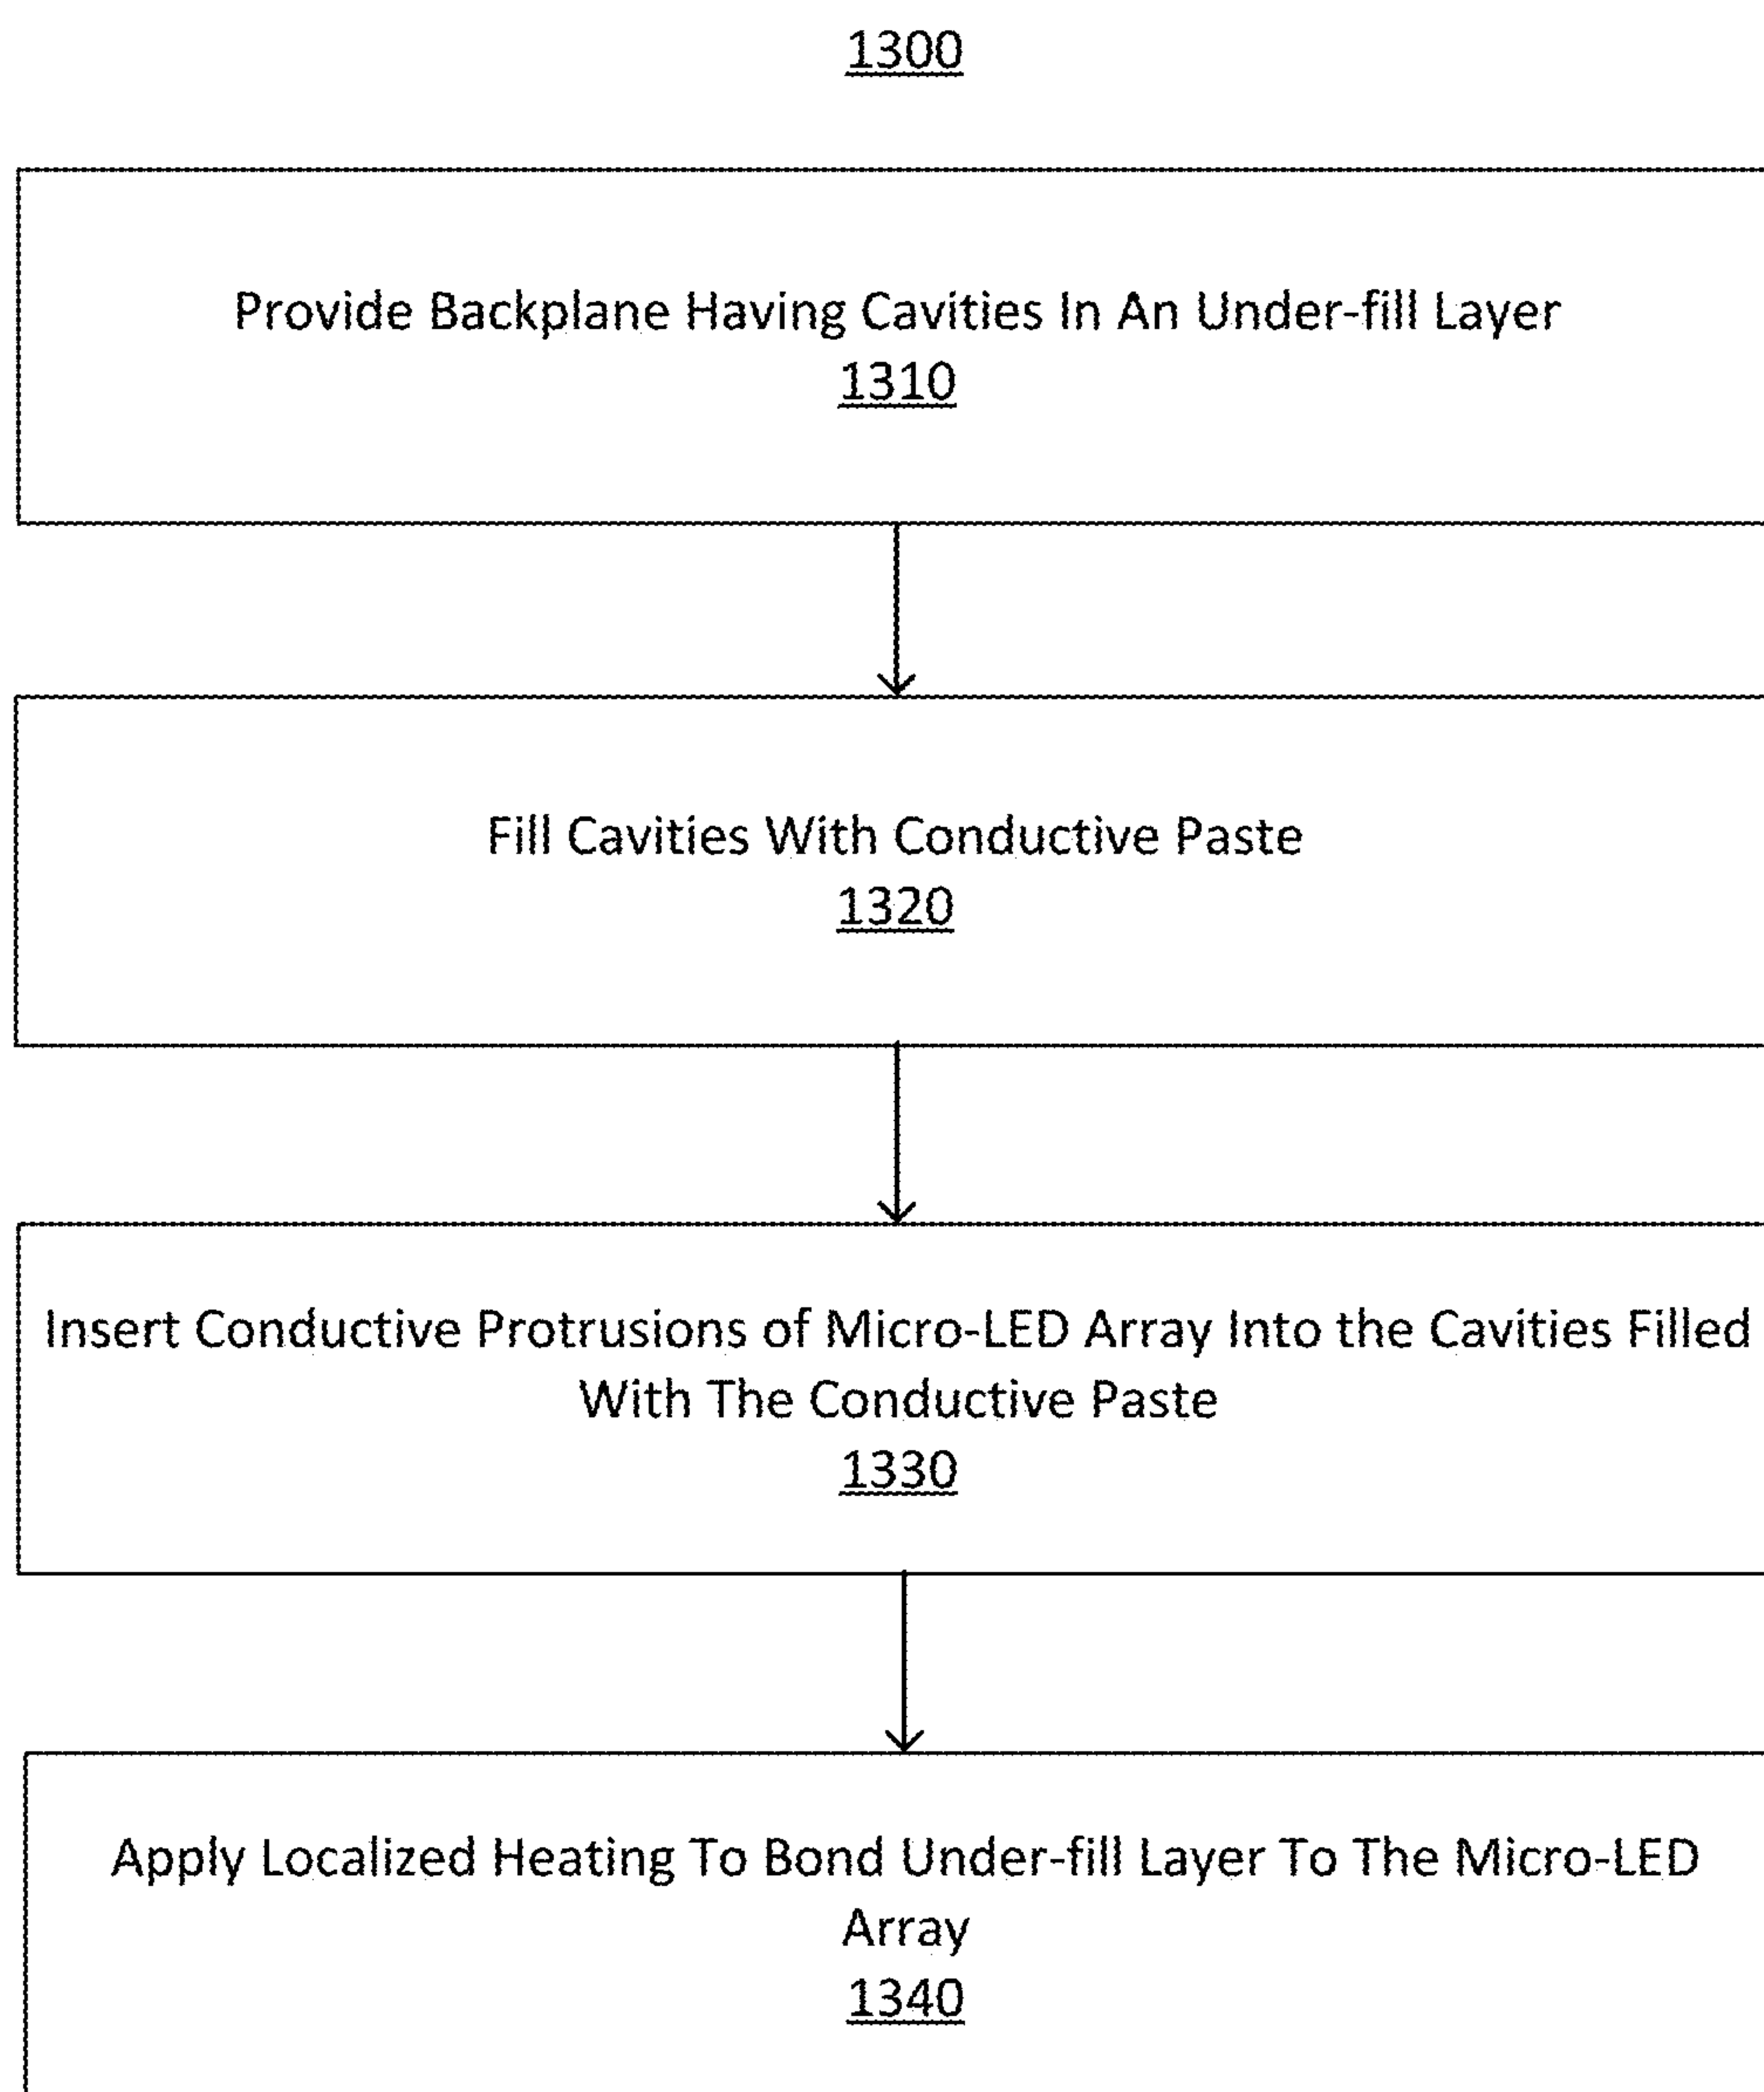 1300
Provide Backplane Having Cavities In An Under-fill Layer
1310
Fill Cavities With Conductive Paste
1320
Insert Conductive Protrusions of Micro-LED Array Into the Cavities Filled
With The Conductive Paste
1330
Apply Localized Heating To Bond Under-fill Layer To The Micro-LED
Array
1340